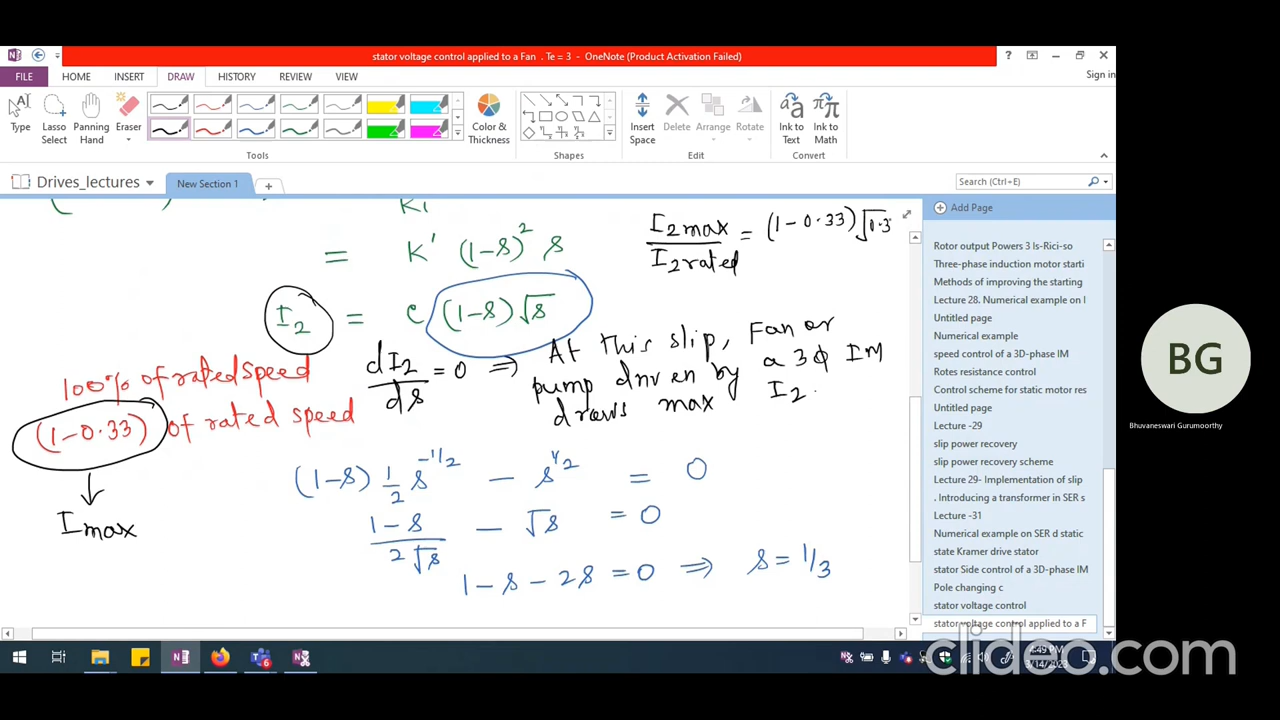 stator voltage control applied to a Fan . Te = 3 - OneNote (Product Activation Failed)
FILE HOME INSERT DRAW HISTORY REVIEW VIEW
Sign in
Type
Lasso Select
Panning Hand
Eraser
Color & Thickness
Insert Space
Delete
Arrange
Rotate
Ink to Text
Ink to Math
Tools
Shapes
Edit
Convert
Drives_lectures
New Section 1
Search (Ctrl+E)
Add Page
= K' (1-s)² s
I₂ = c (1-s) √s
I₂max / I₂rated = (1-0.33) √0.3
dI₂/ds = 0 ⇒ At this slip, Fan or
pump driven by a 3ϕ IM
draws max I₂.
100% of rated speed
(1-0.33) of rated speed
↓
Imax
(1-s) 1/2 s^(-1/2) - s^(1/2) = 0
(1-s)/(2√s) - √s = 0
1-s-2s = 0 ⇒ s = 1/3
Rotor output Powers 3 Is-Rici-so
Three-phase induction motor starti
Methods of improving the starting
Lecture 28. Numerical example on I
Untitled page
Numerical example
speed control of a 3D-phase IM
Rotes resistance control
Control scheme for static motor res
Untitled page
Lecture -29
slip power recovery
slip power recovery scheme
Lecture 29- Implementation of slip
. Introducing a transformer in SER s
Lecture -31
Numerical example on SER d static
state Kramer drive stator
stator Side control of a 3D-phase IM
Pole changing c
stator voltage control
stator voltage control applied to a F
BG
Bhuvaneswari Gurumoorthy
4:49 PM
3/14/2023
clideo.com